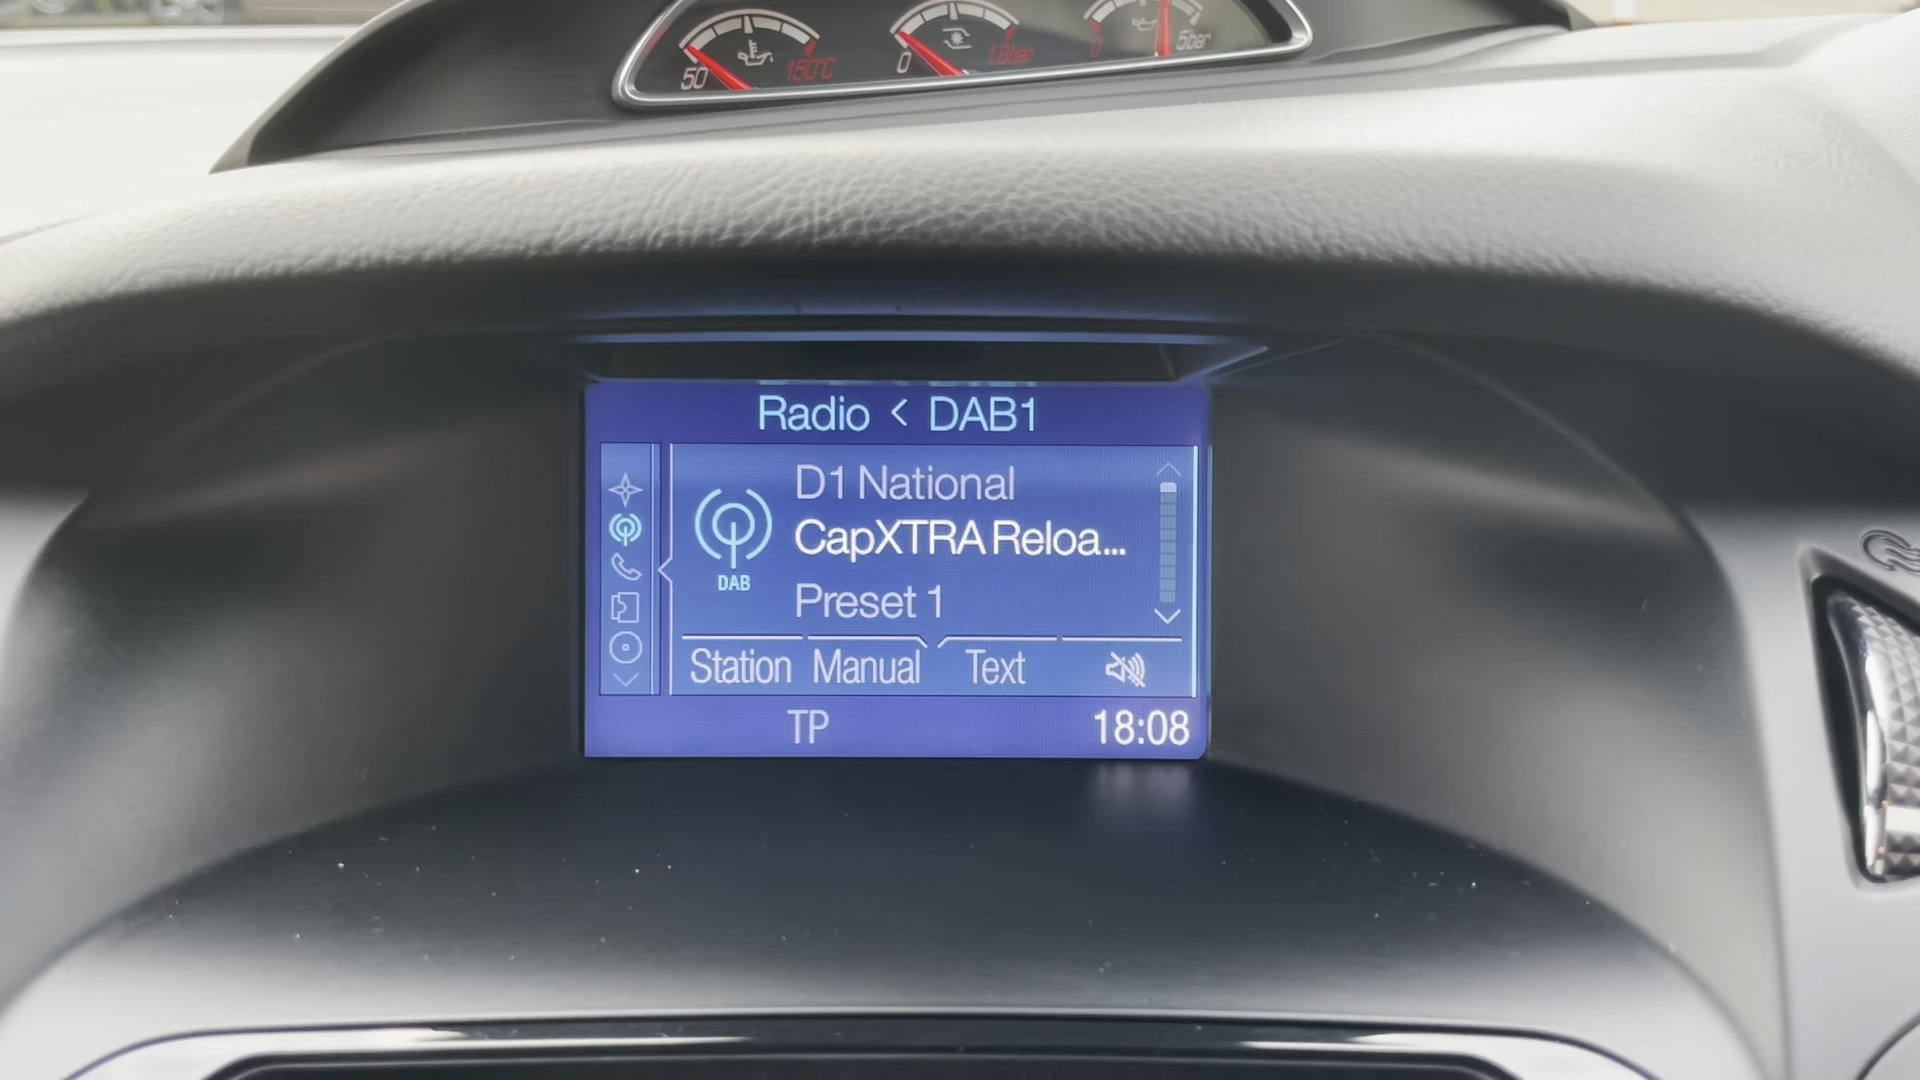 50 150°C
0 1.8bar
0 5bar
Radio < DAB1
D1 National
CapXTRA Reloa...
DAB
Preset 1
Station Manual Text
TP 18:08